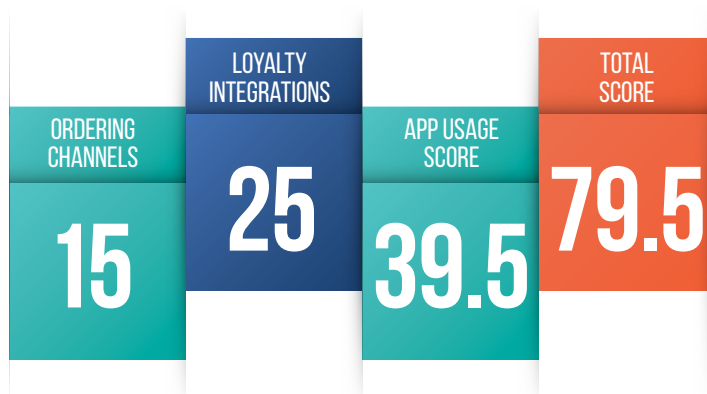 ORDERING
CHANNELS
15
LOYALTY
INTEGRATIONS
25
APP USAGE
SCORE
39.5
TOTAL
SCORE
79.5